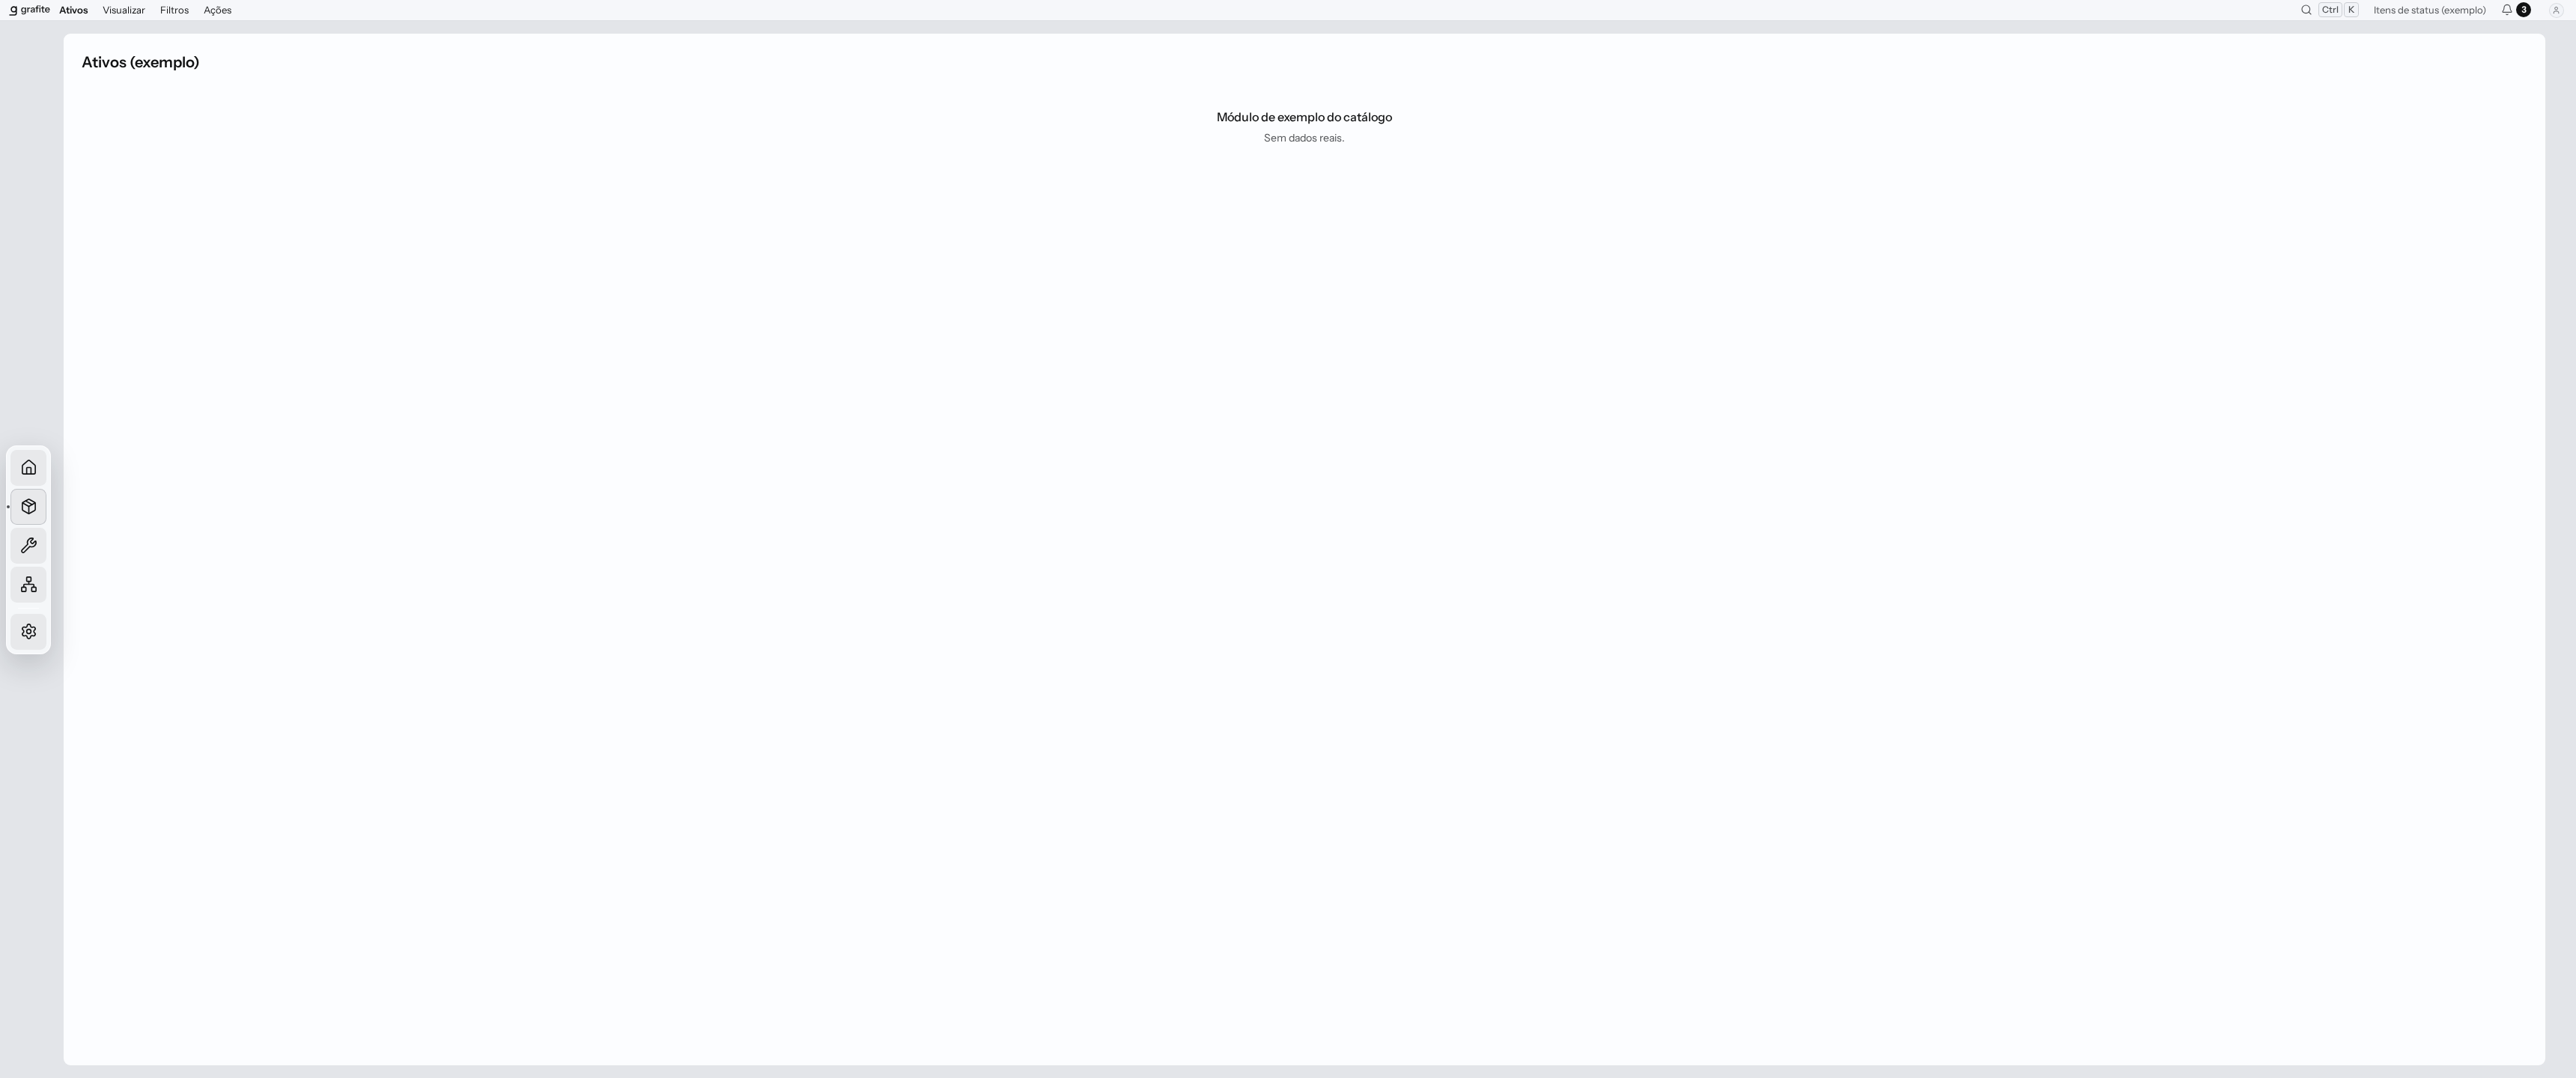 grafite Ativos Visualizar Filtros Ações Ctrl K Itens de status (exemplo) 3
Ativos (exemplo)
Módulo de exemplo do catálogo
Sem dados reais.